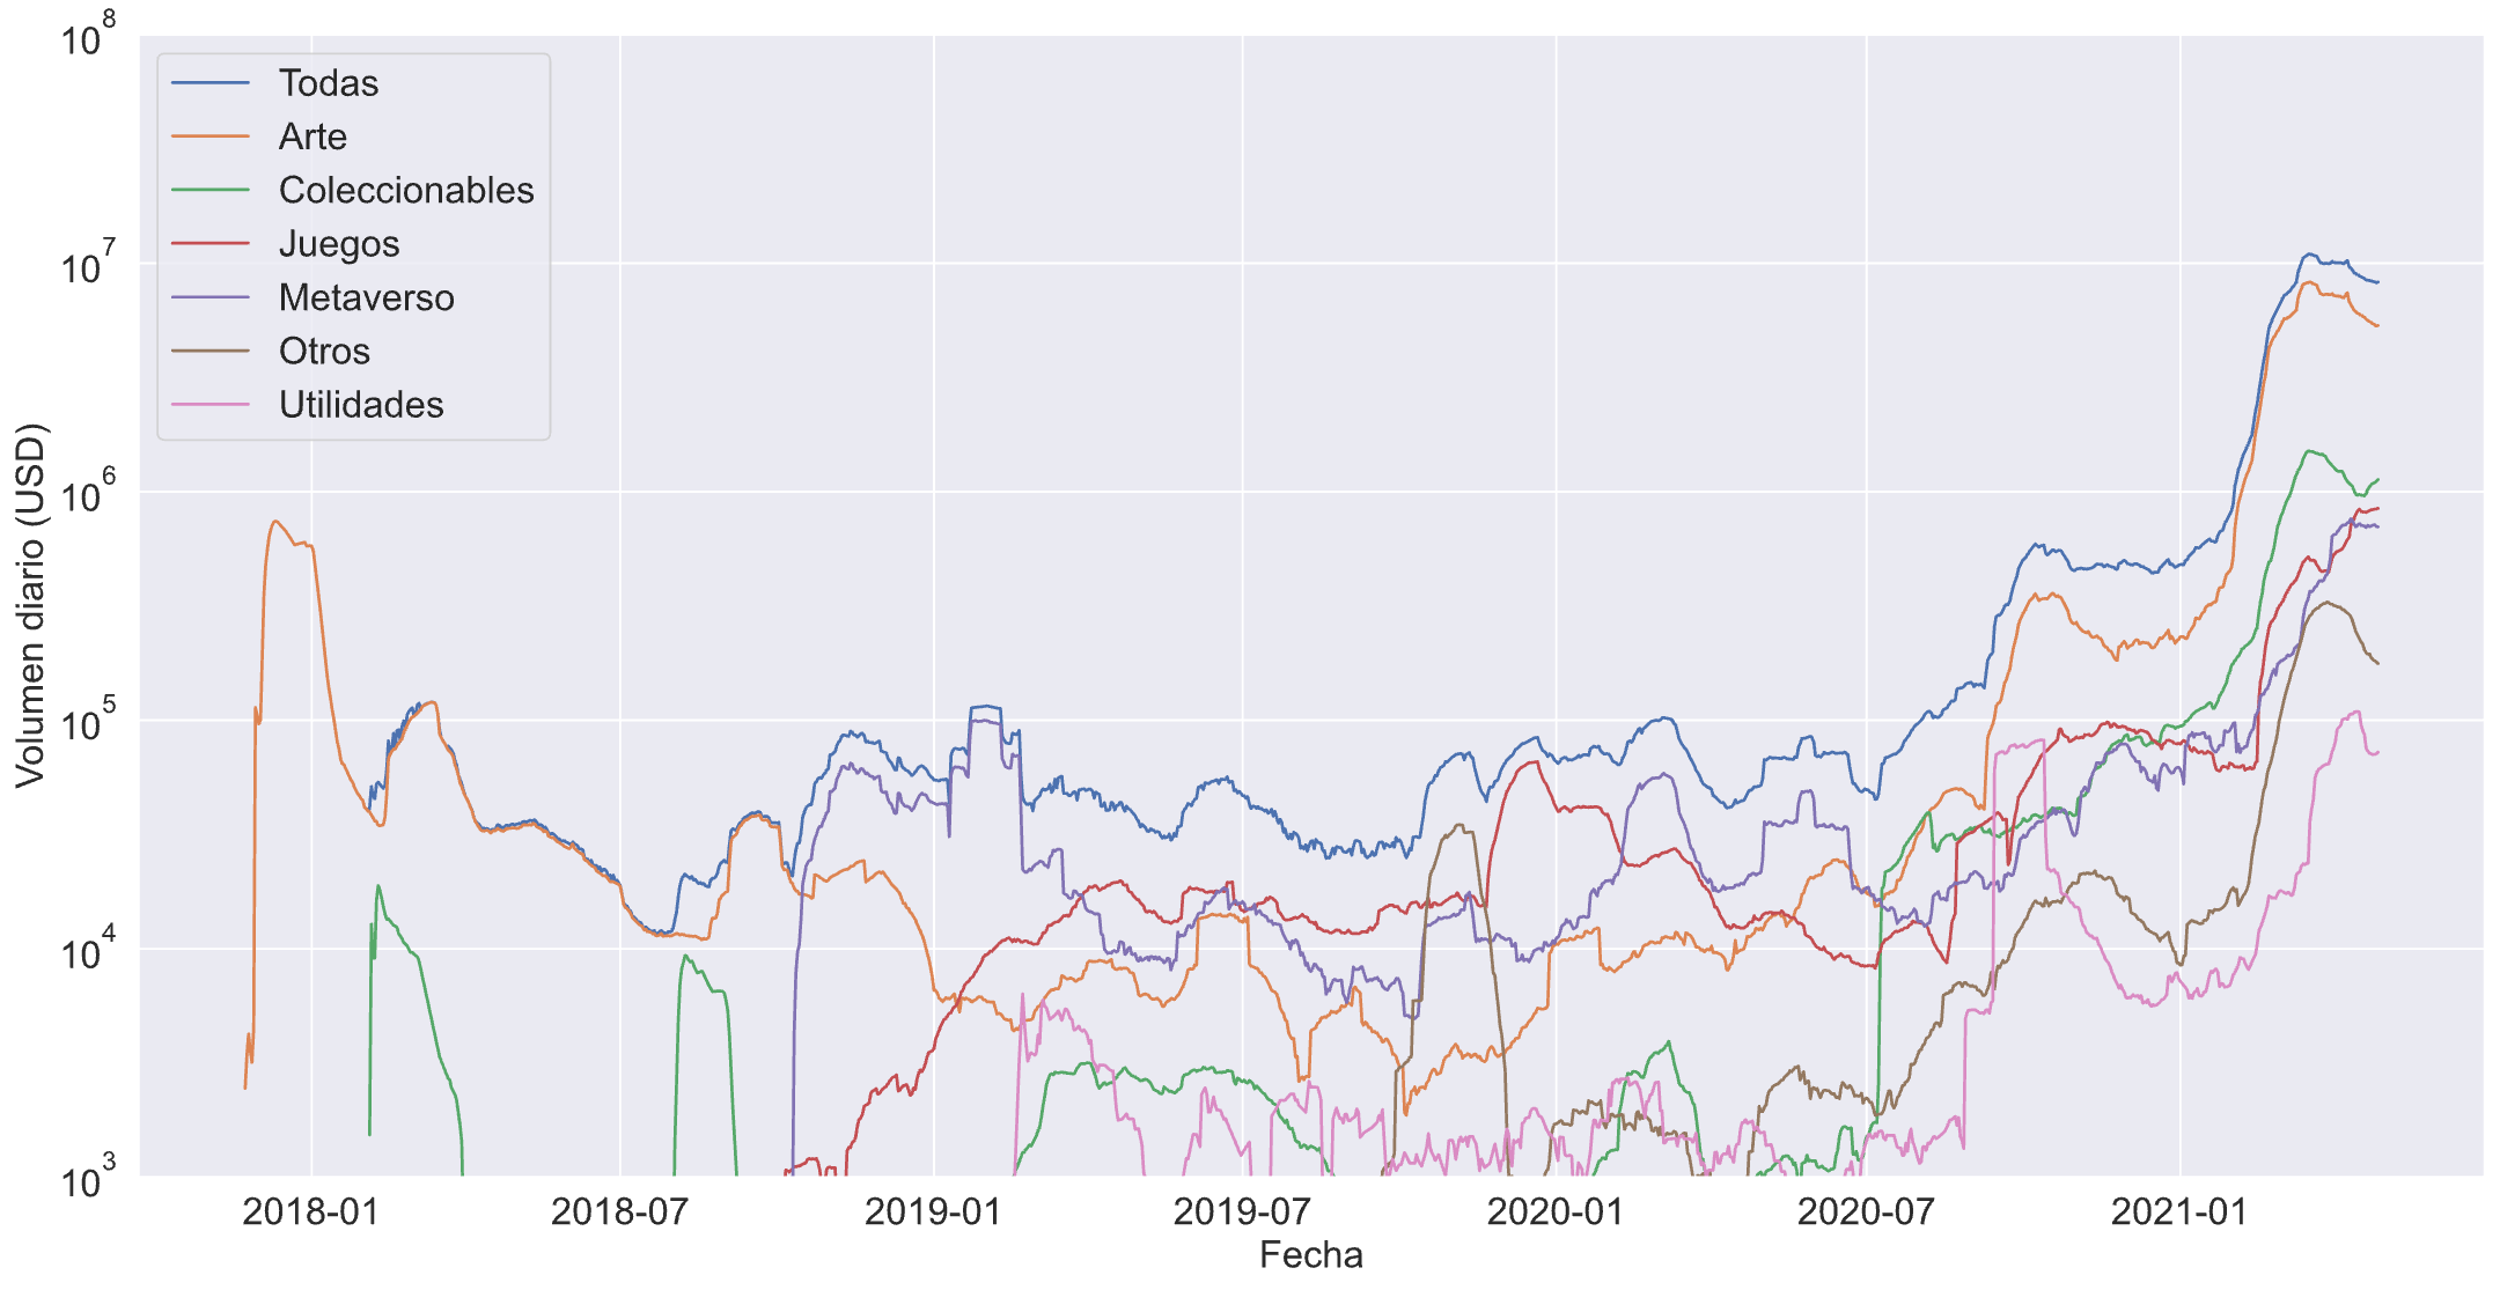 10^8
10^7
10^6
10^5
10^4
10^3
Volumen diario (USD)
Todas
Arte
Coleccionables
Juegos
Metaverso
Otros
Utilidades
2018-01 2018-07 2019-01 2019-07 2020-01 2020-07 2021-01
Fecha